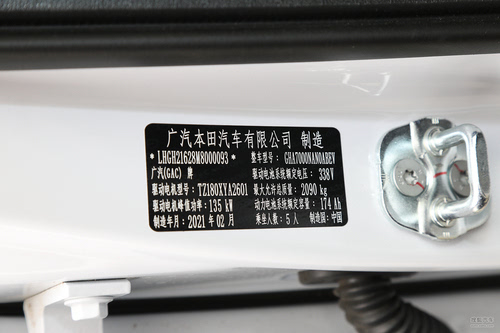 广汽本田汽车有限公司 制造
*LHGH21628M8000093* 整车型号：GHA7000NAN0ABEV
广汽(GAC) 牌 驱动电池系统额定电压：338V
驱动电机型号：TZ180XYA2601 最大允许总质量：2090 kg
驱动电机峰值功率：135 kW 动力电池系统额定容量：174 Ah
制造年月：2021 年 02 月 乘坐人数：5 人 制造国：中国